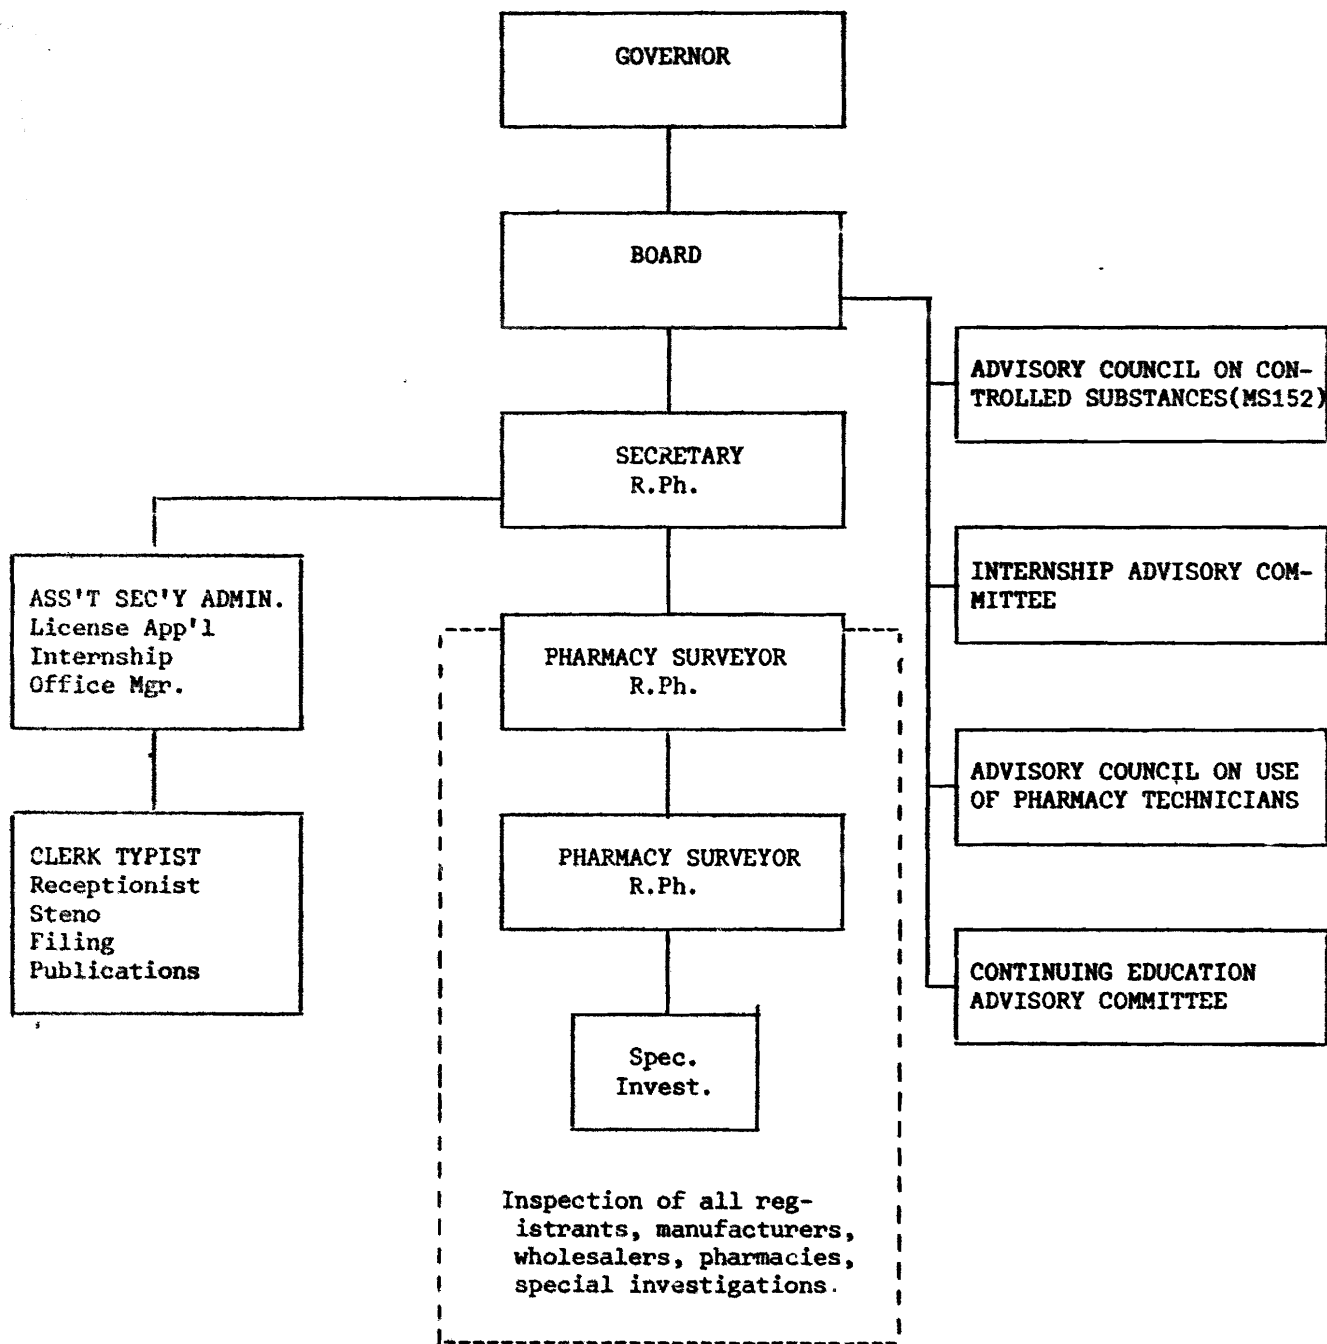 GOVERNOR
BOARD
ADVISORY COUNCIL ON CON-
TROLLED SUBSTANCES(MS152)
SECRETARY
R.Ph.
ASS'T SEC'Y ADMIN.
License App'l
Internship
Office Mgr.
INTERNSHIP ADVISORY COM-
MITTEE
PHARMACY SURVEYOR
R.Ph.
ADVISORY COUNCIL ON USE
OF PHARMACY TECHNICIANS
CLERK TYPIST
Receptionist
Steno
Filing
Publications
PHARMACY SURVEYOR
R.Ph.
CONTINUING EDUCATION
ADVISORY COMMITTEE
Spec.
Invest.
Inspection of all reg-
istrants, manufacturers,
wholesalers, pharmacies,
special investigations.